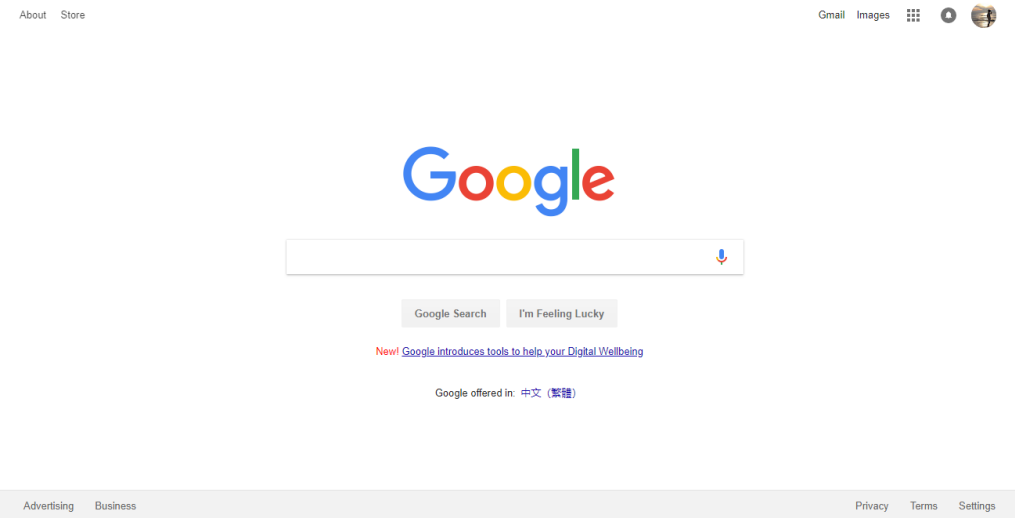 About Store Gmail Images
Google
Google Search I'm Feeling Lucky
New! Google introduces tools to help your Digital Wellbeing
Google offered in: 中文（繁體）
Advertising Business Privacy Terms Settings